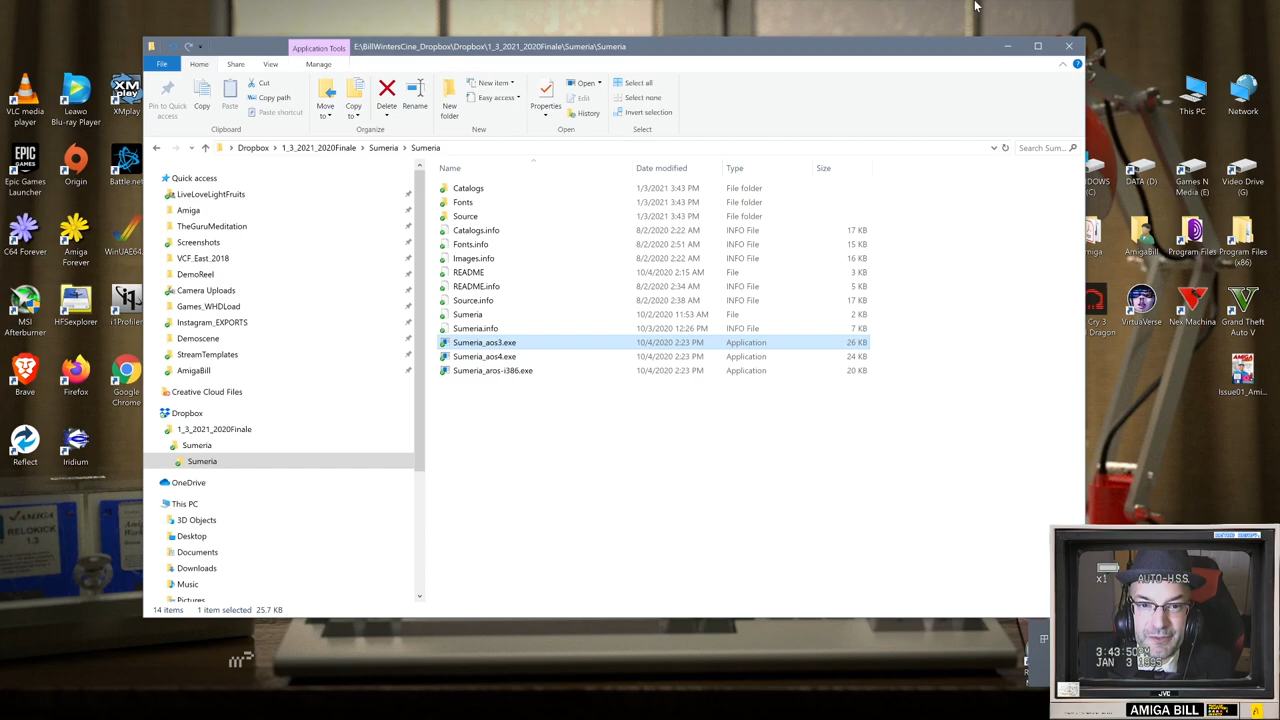 Application Tools
E:\BillWintersCine_Dropbox\Dropbox\1_3_2021_2020Finale\Sumeria\Sumeria
File
Home
Share
View
Manage
Pin to Quick access
Copy
Paste
Cut
Copy path
Paste shortcut
Clipboard
Move to
Copy to
Delete
Rename
Organize
New folder
New item
Easy access
New
Properties
Open
Edit
History
Open
Select all
Select none
Invert selection
Select
Dropbox > 1_3_2021_2020Finale > Sumeria > Sumeria
Search Sum...
Quick access
LiveLoveLightFruits
Amiga
TheGuruMeditation
Screenshots
VCF_East_2018
DemoReel
Camera Uploads
Games_WHDLoad
Instagram_EXPORTS
Demoscene
StreamTemplates
AmigaBill
Creative Cloud Files
Dropbox
1_3_2021_2020Finale
Sumeria
Sumeria
OneDrive
This PC
3D Objects
Desktop
Documents
Downloads
Music
Pictures
Name Date modified Type Size
Catalogs 1/3/2021 3:43 PM File folder
Fonts 1/3/2021 3:43 PM File folder
Source 1/3/2021 3:43 PM File folder
Catalogs.info 8/2/2020 2:22 AM INFO File 17 KB
Fonts.info 8/2/2020 2:51 AM INFO File 15 KB
Images.info 8/2/2020 2:22 AM INFO File 16 KB
README 10/4/2020 2:15 AM File 3 KB
README.info 8/2/2020 2:34 AM INFO File 5 KB
Source.info 8/2/2020 2:38 AM INFO File 17 KB
Sumeria 10/2/2020 11:53 AM File 2 KB
Sumeria.info 10/3/2020 12:26 PM INFO File 7 KB
Sumeria_aos3.exe 10/4/2020 2:23 PM Application 26 KB
Sumeria_aos4.exe 10/4/2020 2:23 PM Application 24 KB
Sumeria_aros-i386.exe 10/4/2020 2:23 PM Application 20 KB
14 items 1 item selected 25.7 KB
VLC media player
Leawo Blu-ray Player
XMplay
Epic Games Launcher
Origin
Battle.net
C64 Forever
Amiga Forever
WinUAE64.
MSI Afterburner
HFSexplorer
i1Profiler
Brave
Firefox
Google Chrome
Reflect
Iridium
This PC
Network
DATA (D)
Games N Media)
Video Drive (G)
AmigaBill
Program Files
Program Files (x86)
Cry 3 Dragon
VirtuaVerse
Nex Machina
Grand Theft Auto V
Issue01_Ami...
AMIGA
RELOKICK
1.3
x1 AUTO-H.S.S.
JAN 3 1995
JVC
AMIGA BILL